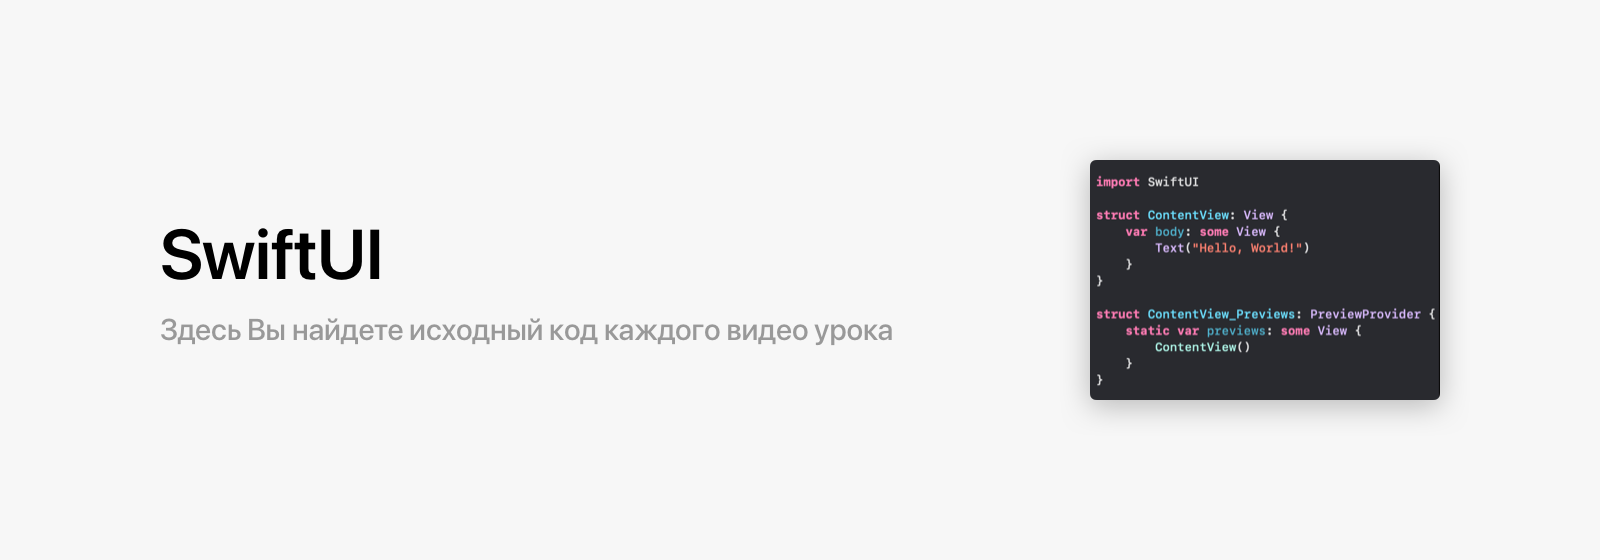 SwiftUI
Здесь Вы найдете исходный код каждого видео урока
import SwiftUI
struct ContentView: View {
    var body: some View {
        Text("Hello, World!")
    }
}
struct ContentView_Previews: PreviewProvider {
    static var previews: some View {
        ContentView()
    }
}